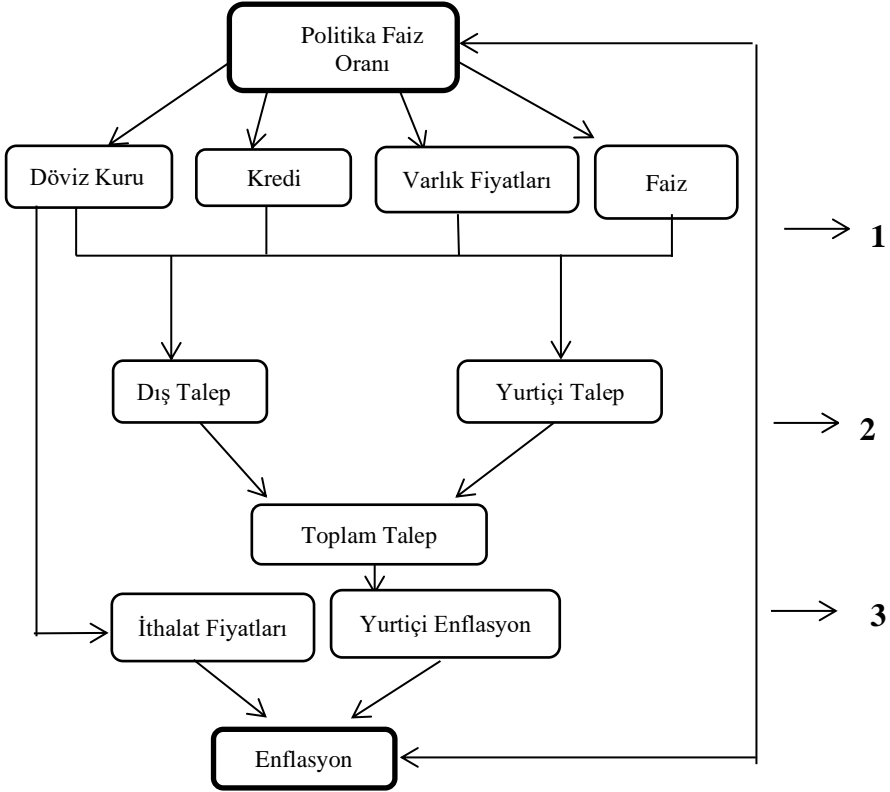 Politika Faiz
Oranı
Döviz Kuru
Kredi
Varlık Fiyatları
Faiz
1
Dış Talep
Yurtiçi Talep
2
Toplam Talep
İthalat Fiyatları
Yurtiçi Enflasyon
3
Enflasyon